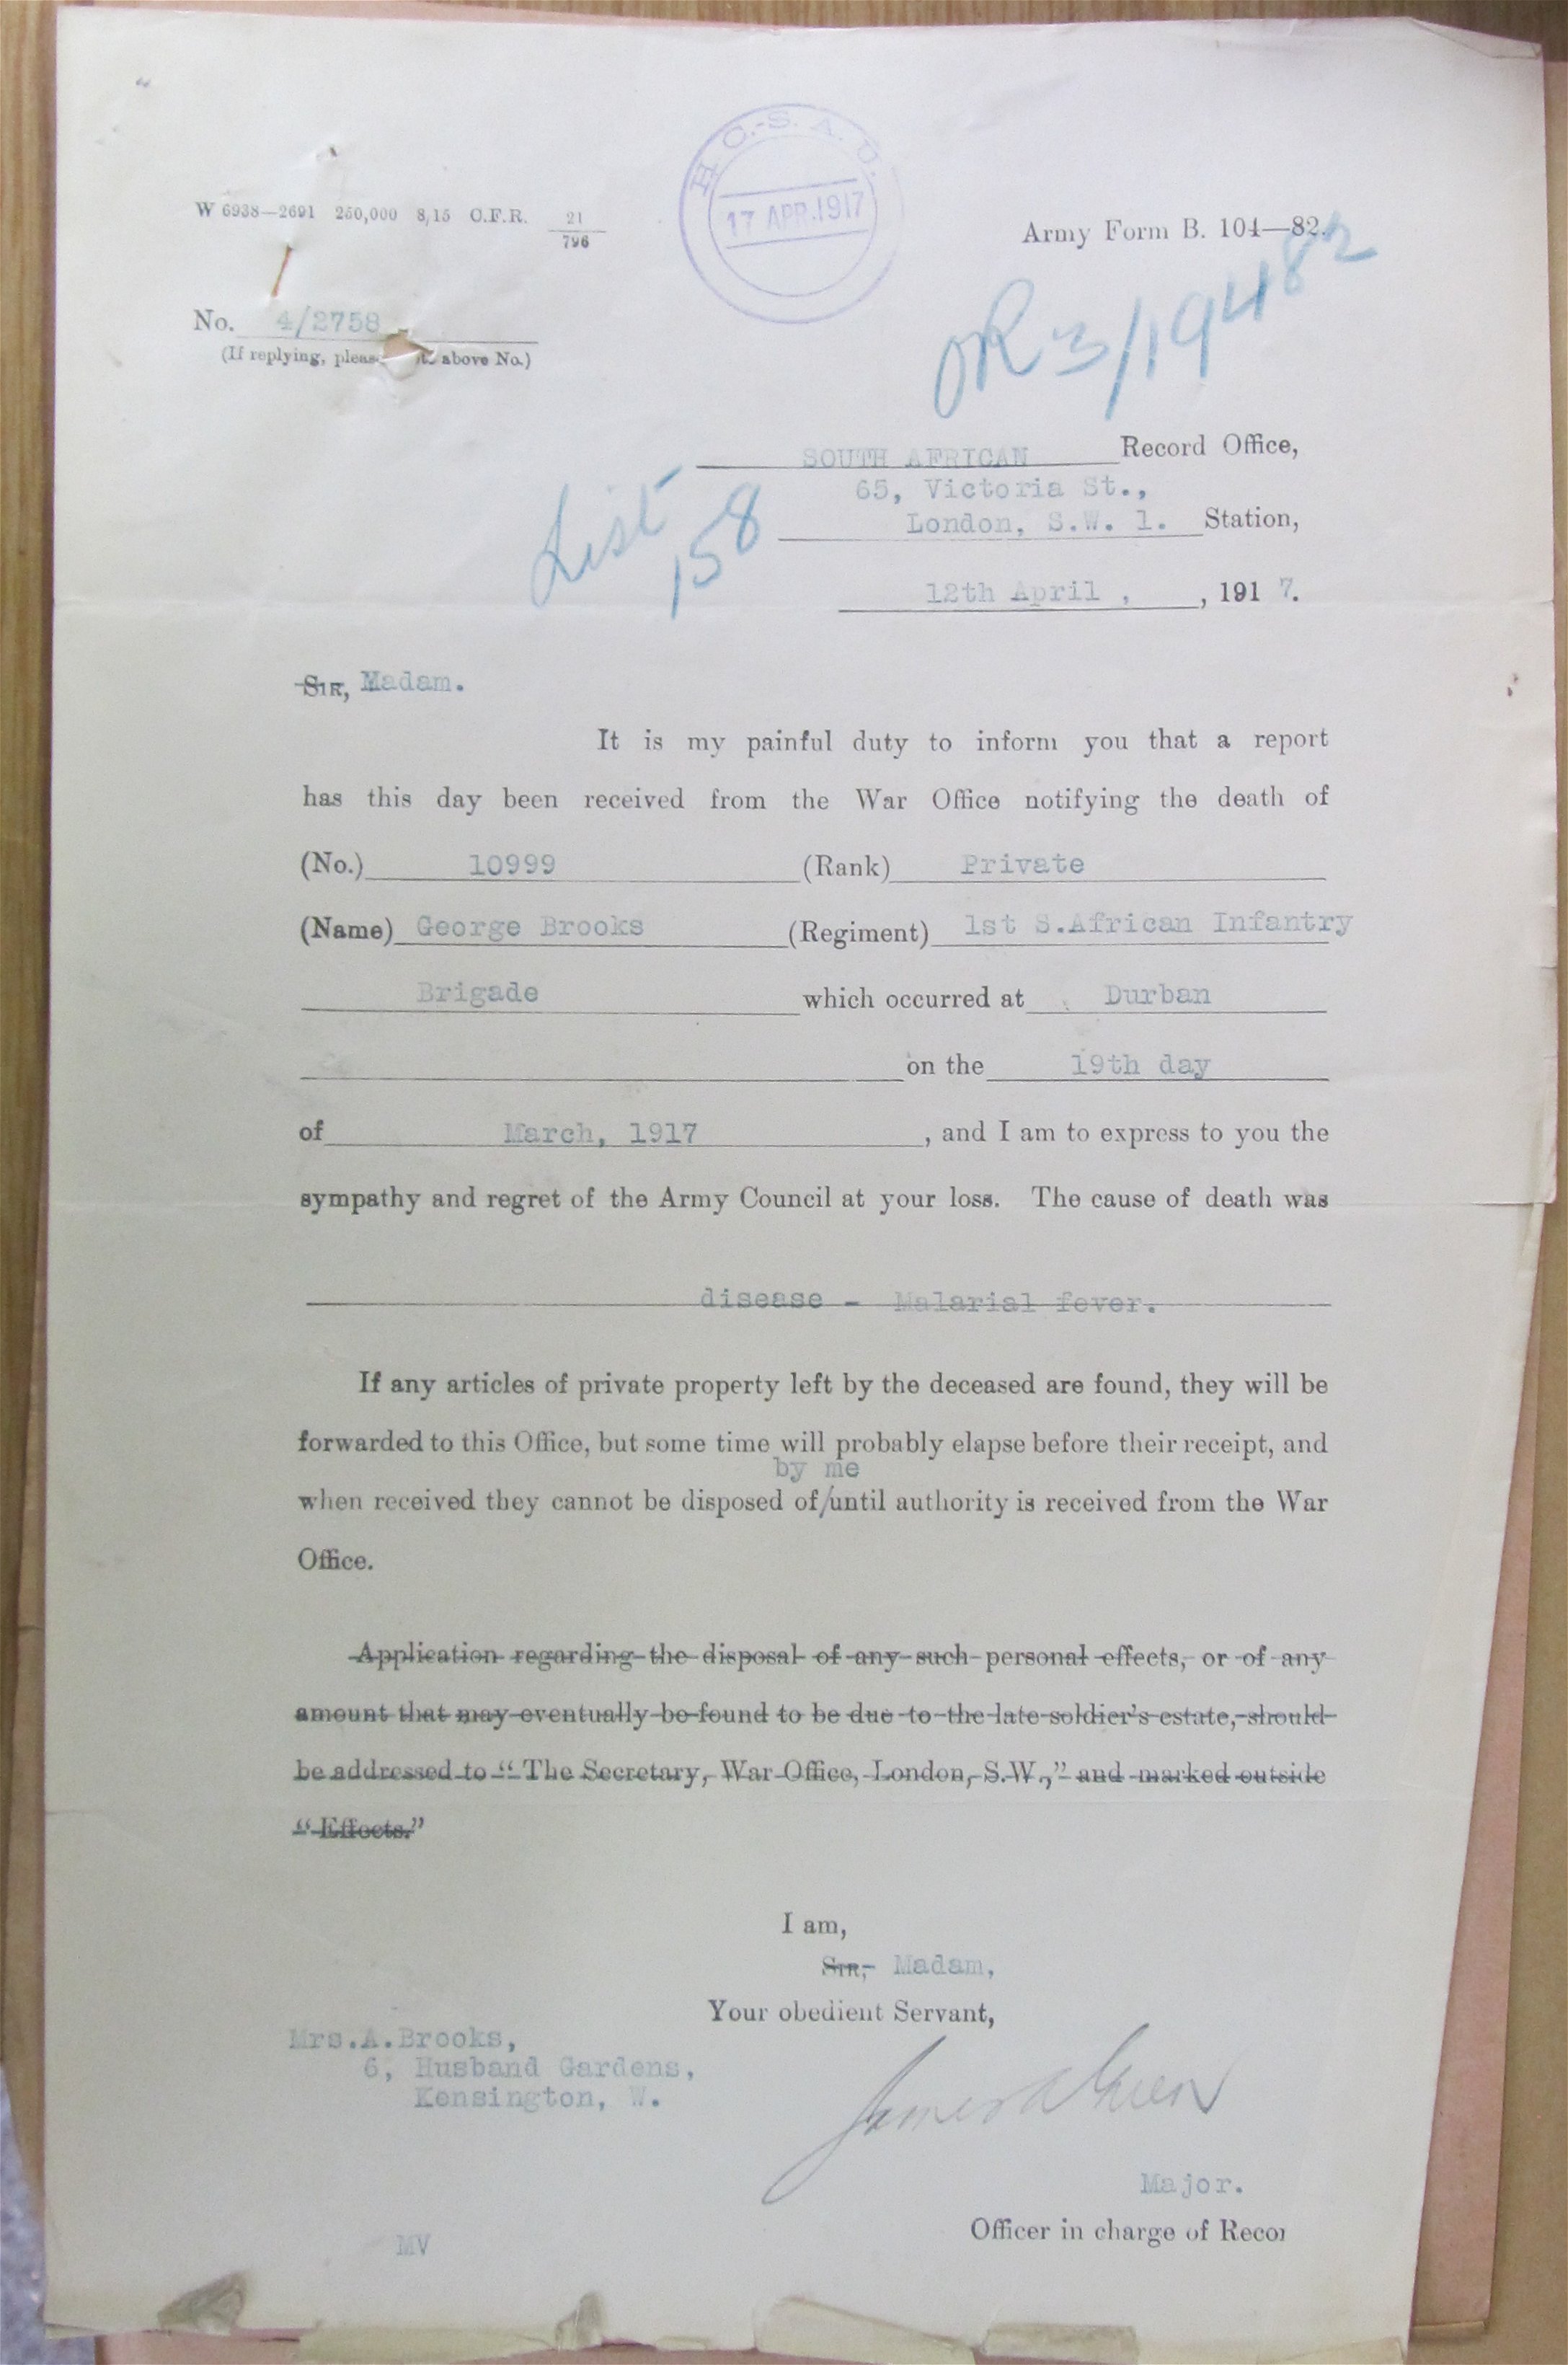 H.C.-S.A.U.
17 APR.1917
W 6938—2691 250,000 8/15 O.F.R. 21/796
Army Form B. 104—82.
OR 3/19482
No. 4/2758
(If replying, please above No.)
SOUTH AFRICAN Record Office,
65, Victoria St.,
London, S.W. 1. Station,
List 158
12th April , , 191 7.
Sir, Madam.
It is my painful duty to inform you that a report
has this day been received from the War Office notifying the death of
(No.) 10999 (Rank) Private
(Name) George Brooks (Regiment) 1st S.African Infantry
Brigade which occurred at Durban
on the 19th day
of March, 1917 , and I am to express to you the
sympathy and regret of the Army Council at your loss. The cause of death was
disease - Malarial fever.
If any articles of private property left by the deceased are found, they will be
forwarded to this Office, but some time will probably elapse before their receipt, and
by me
when received they cannot be disposed of/until authority is received from the War
Office.
Application regarding the disposal of any such personal effects, or of any
amount that may eventually be found to be due to the late soldier's estate, should
be addressed to "The Secretary, War Office, London, S.W.," and marked outside
"Effects."
I am,
Sir, Madam,
Your obedient Servant,
Mrs.A.Brooks,
6, Husband Gardens,
Kensington, W.
Major.
Officer in charge of Recor
MV